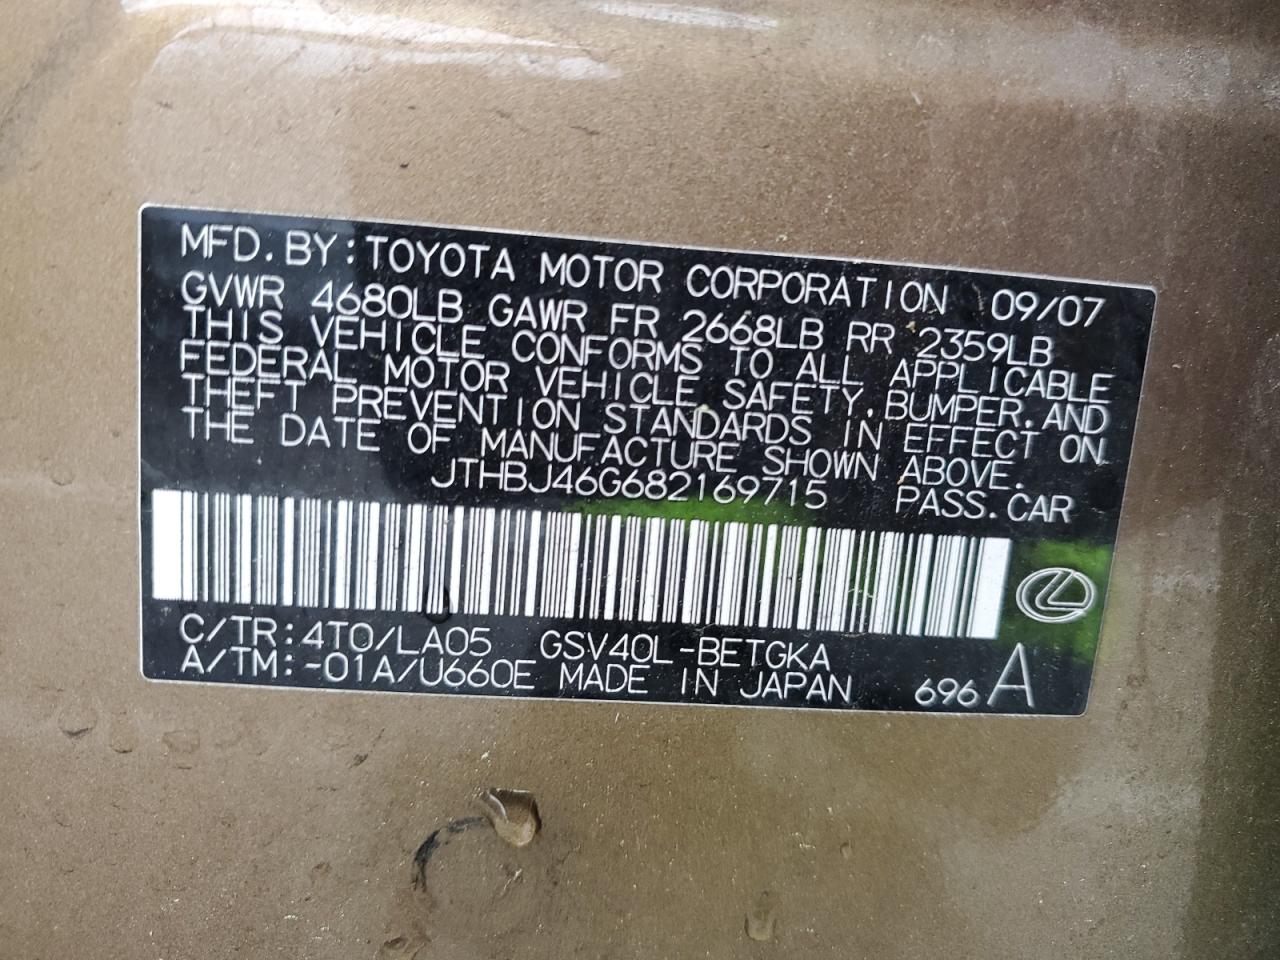 MFD. BY: TOYOTA MOTOR CORPORATION 09/07
GVWR 4680LB GAWR FR 2668LB RR 2359LB
THIS VEHICLE CONFORMS TO ALL APPLICABLE
FEDERAL MOTOR VEHICLE SAFETY, BUMPER, AND
THEFT PREVENTION STANDARDS IN EFFECT ON
THE DATE OF MANUFACTURE SHOWN ABOVE.
JTHBJ46G682169715 PASS. CAR
C/TR: 4T0/LA05 GSV40L-BETGKA
A/TM: -01A/U660E MADE IN JAPAN 696 A